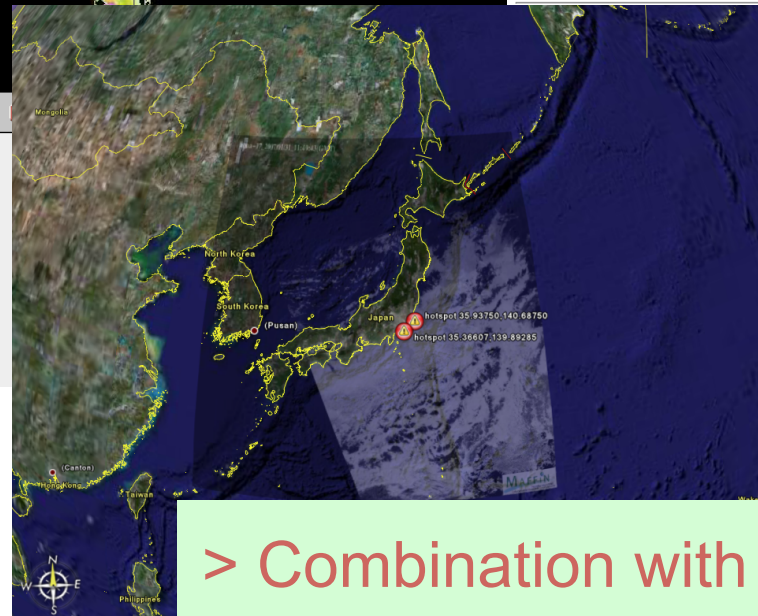 Mongolia
North Korea
South Korea
(Pusan)
Japan
hotspot 35.93750,140.68750
hotspot 35.36607,139.89285
(Canton)
Hong Kong
Taiwan
MAFFIN
N
W E
S
Philippines
> Combination with